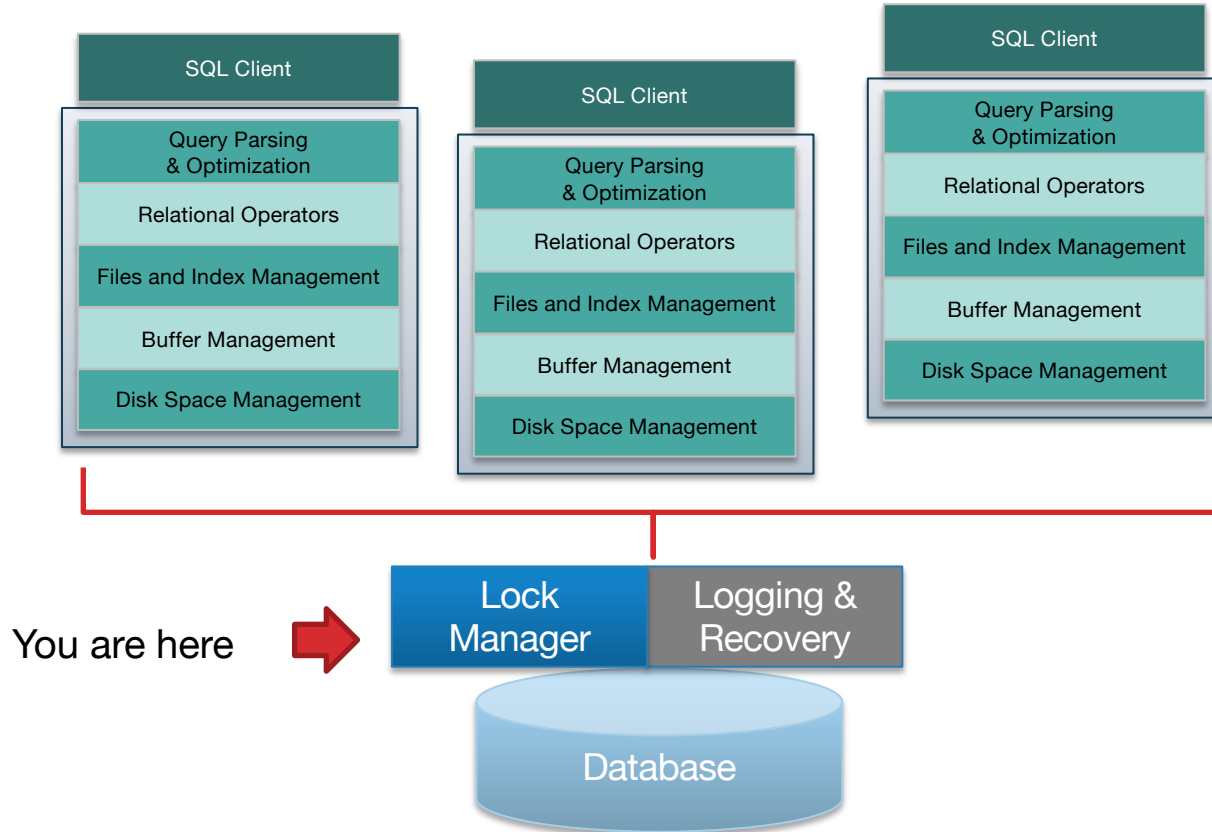 SQL Client
Query Parsing
& Optimization
Relational Operators
Files and Index Management
Buffer Management
Disk Space Management
SQL Client
Query Parsing
& Optimization
Relational Operators
Files and Index Management
Buffer Management
Disk Space Management
SQL Client
Query Parsing
& Optimization
Relational Operators
Files and Index Management
Buffer Management
Disk Space Management
You are here
Lock
Manager
Logging &
Recovery
Database